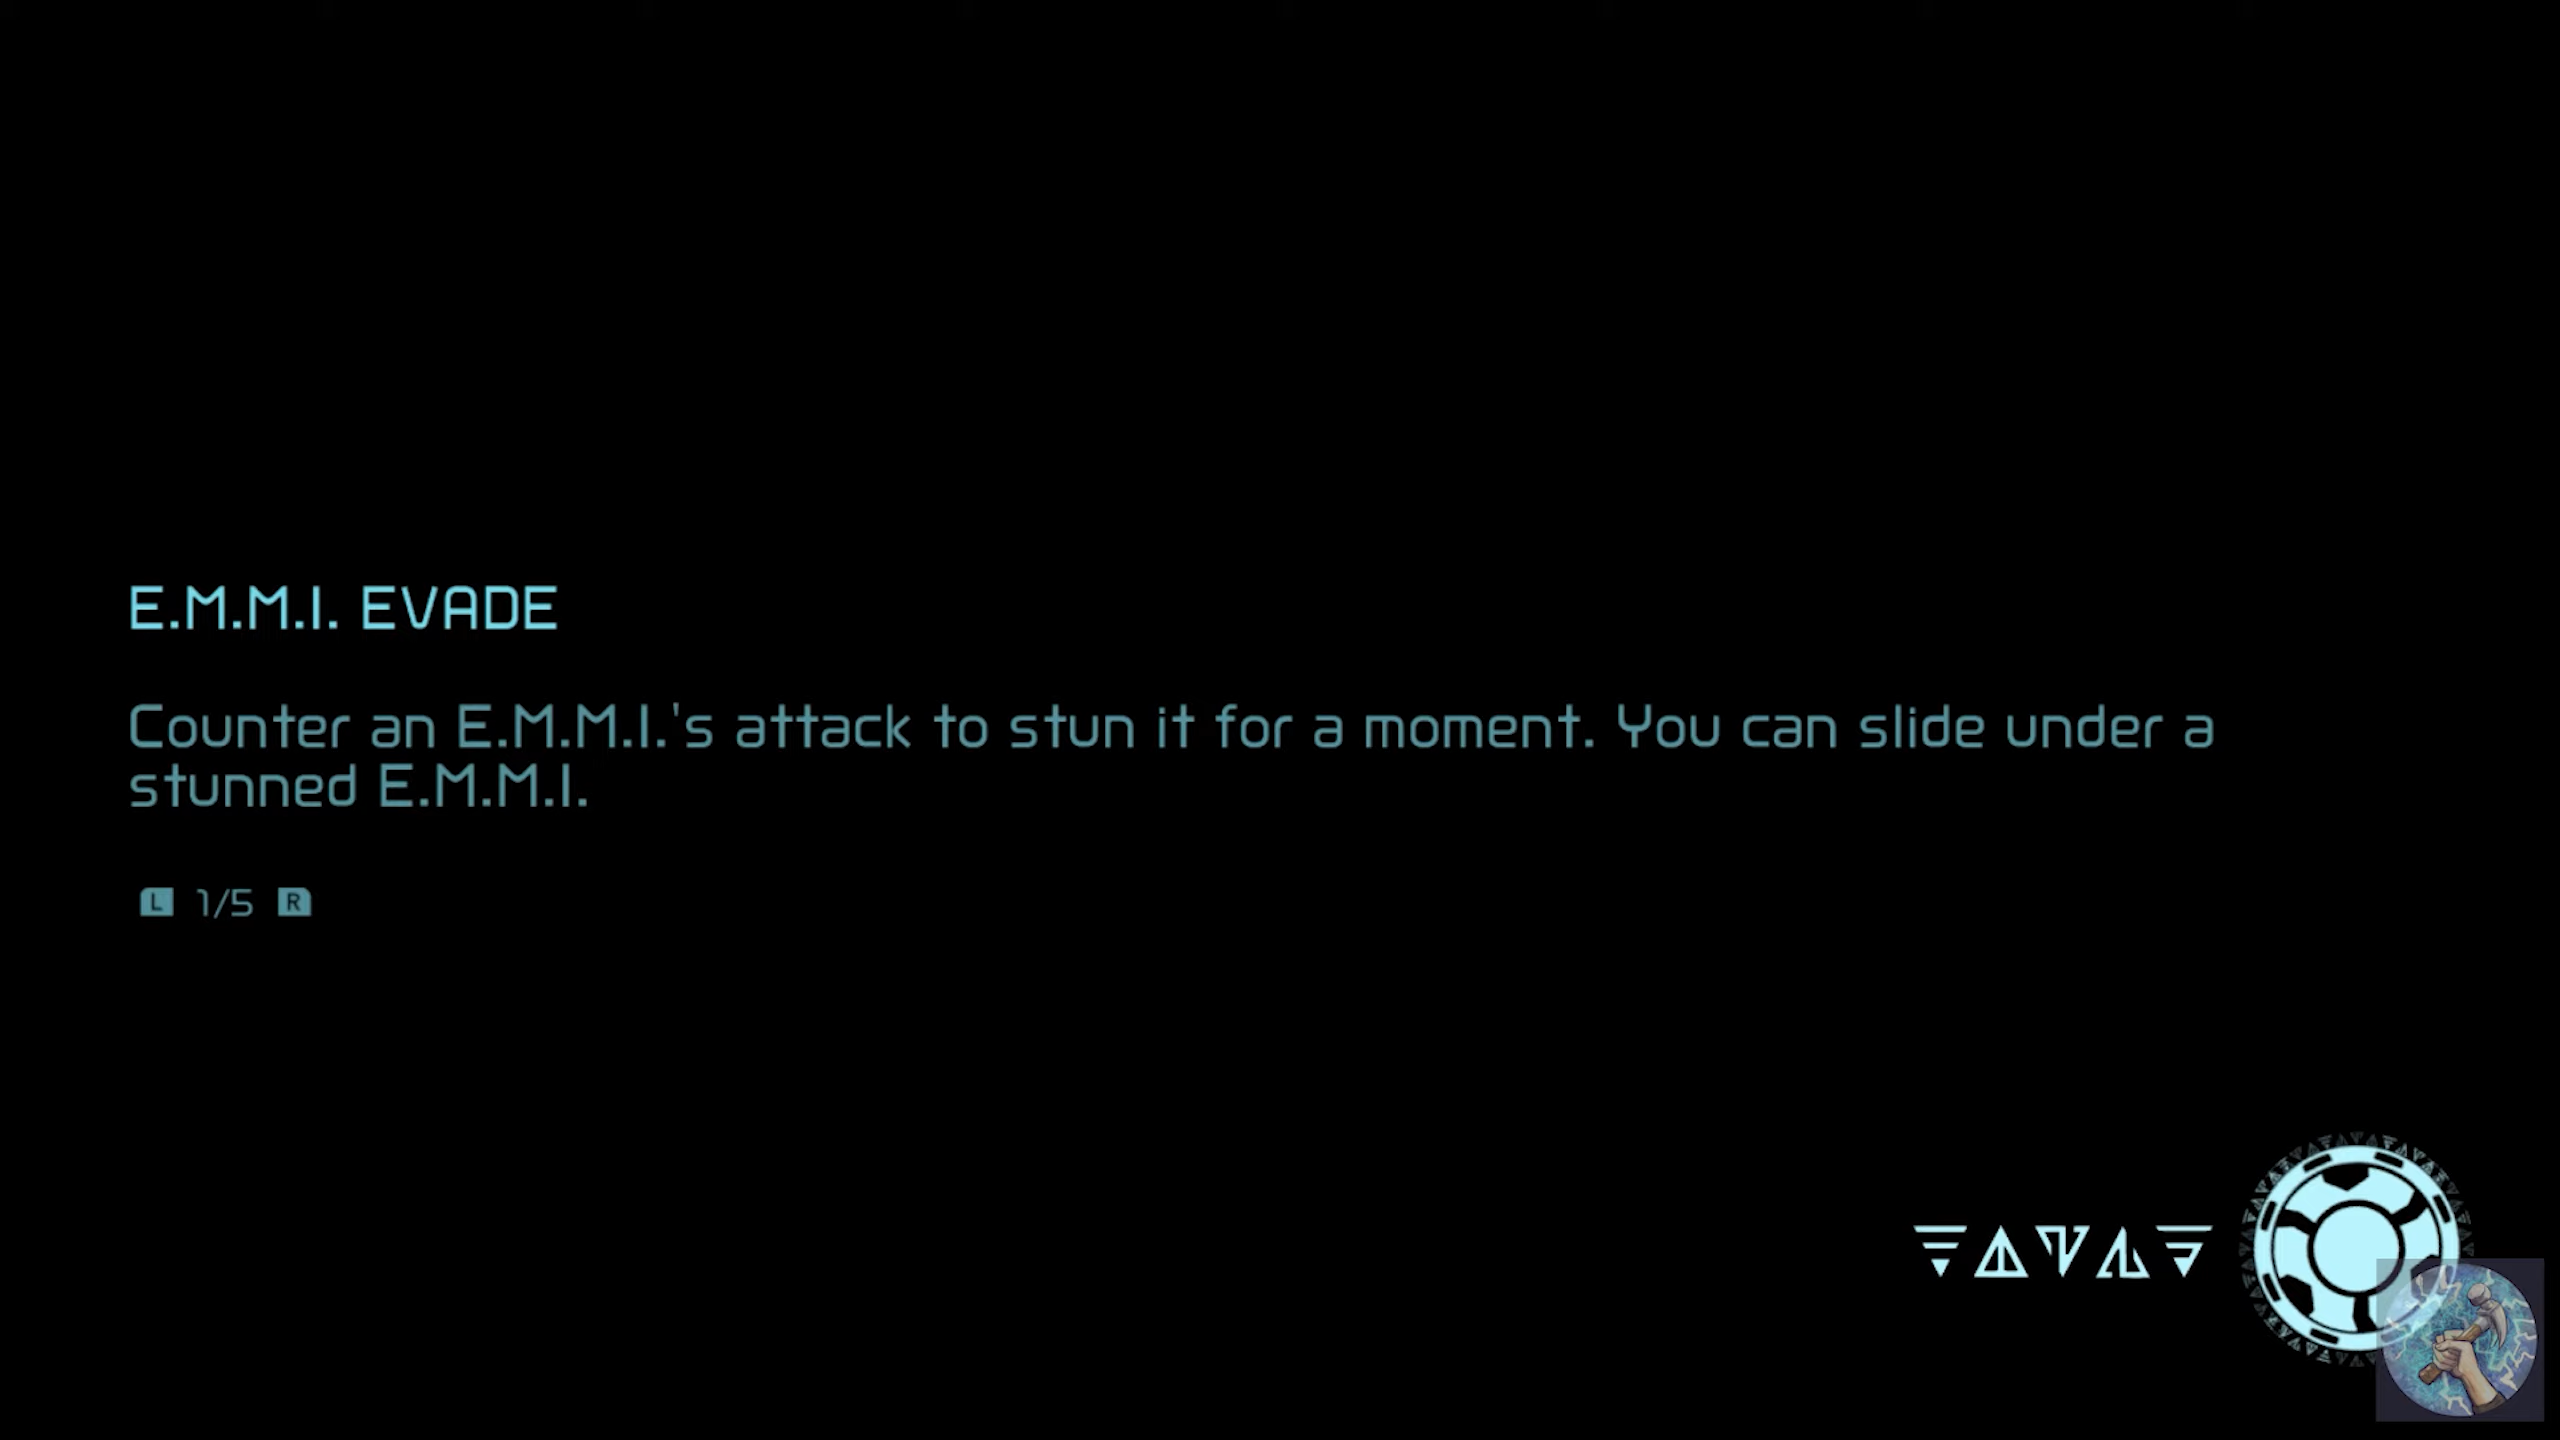 E.M.M.I. EVADE
Counter an E.M.M.I.'s attack to stun it for a moment. You can slide under a
stunned E.M.M.I.
L 1/5 R